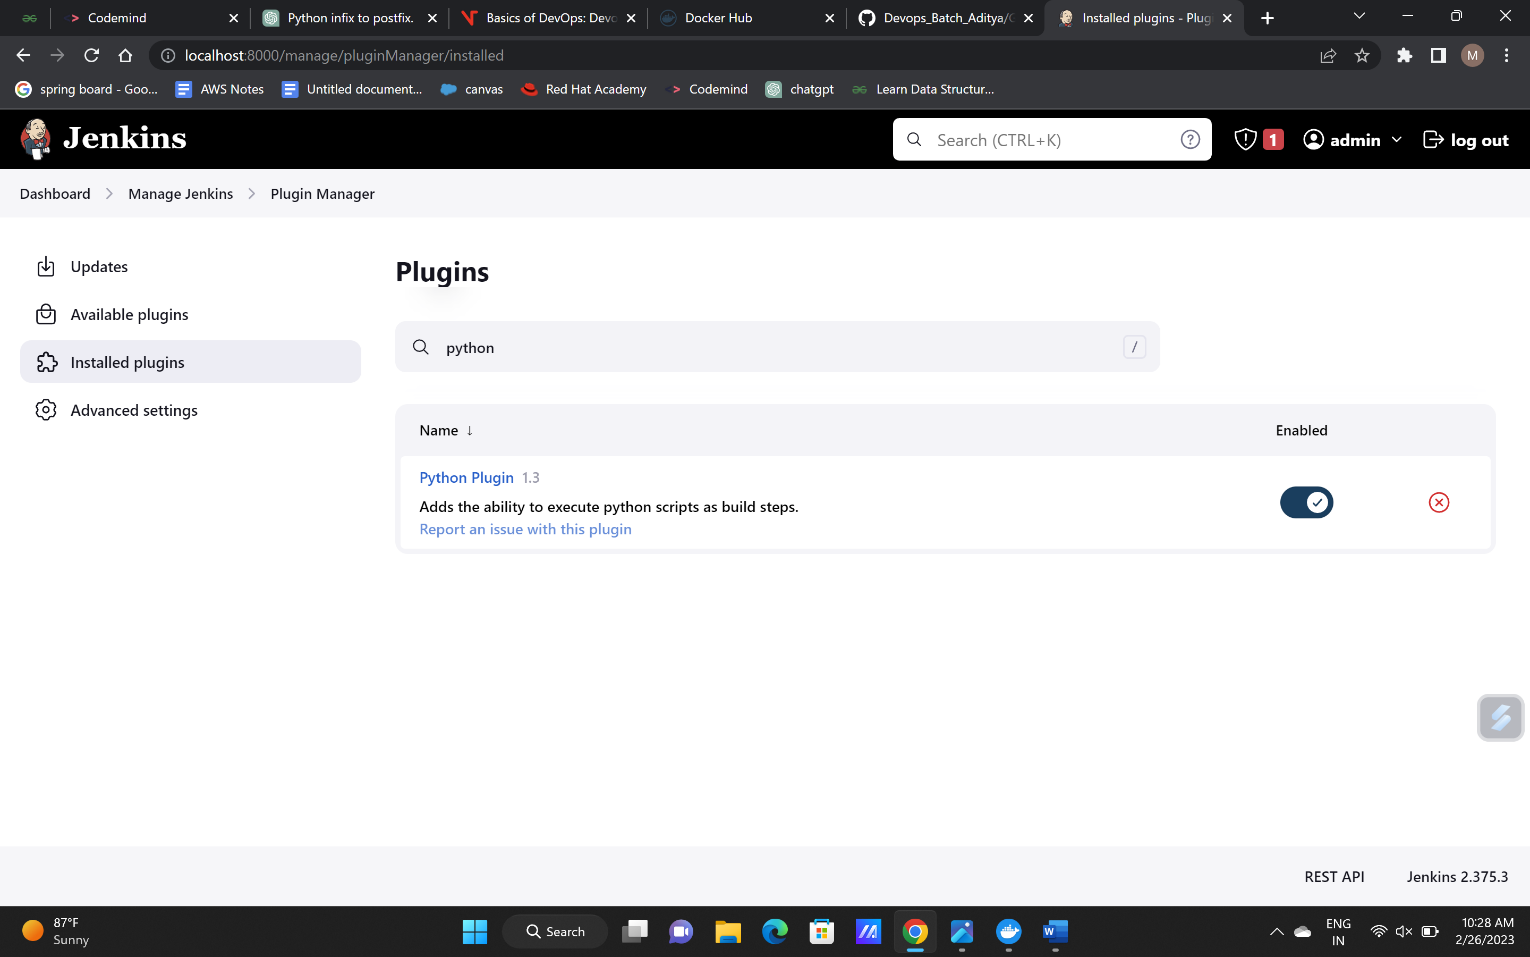 Codemind
Python infix to postfix.
Basics of DevOps: Devo
Docker Hub
Devops_Batch_Aditya/
Installed plugins - Plug
localhost:8000/manage/pluginManager/installed
M
spring board - Goo...
AWS Notes
Untitled document...
canvas
Red Hat Academy
Codemind
chatgpt
Learn Data Structur...
Jenkins
Search (CTRL+K)
?
1
admin
log out
Dashboard
Manage Jenkins
Plugin Manager
Updates
Available plugins
Installed plugins
Advanced settings
Plugins
python
/
Name ↓
Enabled
Python Plugin 1.3
Adds the ability to execute python scripts as build steps.
Report an issue with this plugin
REST API
Jenkins 2.375.3
87°F
Sunny
Search
W
ENG
IN
10:28 AM
2/26/2023